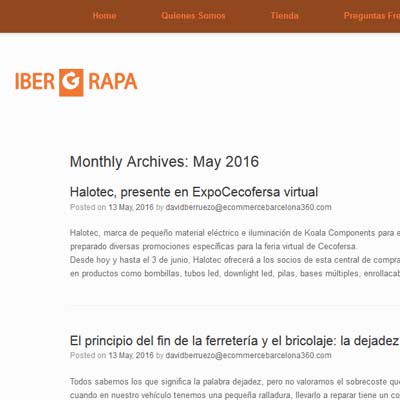 Home Quienes Somos Tienda Preguntas Fre
IBER G RAPA
Monthly Archives: May 2016
Halotec, presente en ExpoCecofersa virtual
Posted on 13 May, 2016 by davidberruezo@ecommercebarcelona360.com
Halotec, marca de pequeño material eléctrico e iluminación de Koala Components para e
preparado diversas promociones específicas para la feria virtual de Cecofersa.
Desde hoy y hasta el 3 de junio, Halotec ofrecerá a los socios de esta central de compra
en productos como bombillas, tubos led, downlight led, pilas, bases múltiples, enrollacab
El principio del fin de la ferretería y el bricolaje: la dejadez
Posted on 13 May, 2016 by davidberruezo@ecommercebarcelona360.com
Todos sabemos los que significa la palabra dejadez, pero no valoramos el sobrecoste que
cuando en nuestro vehículo tenemos una pequeña ralladura, llevarlo a reparar tiene un co